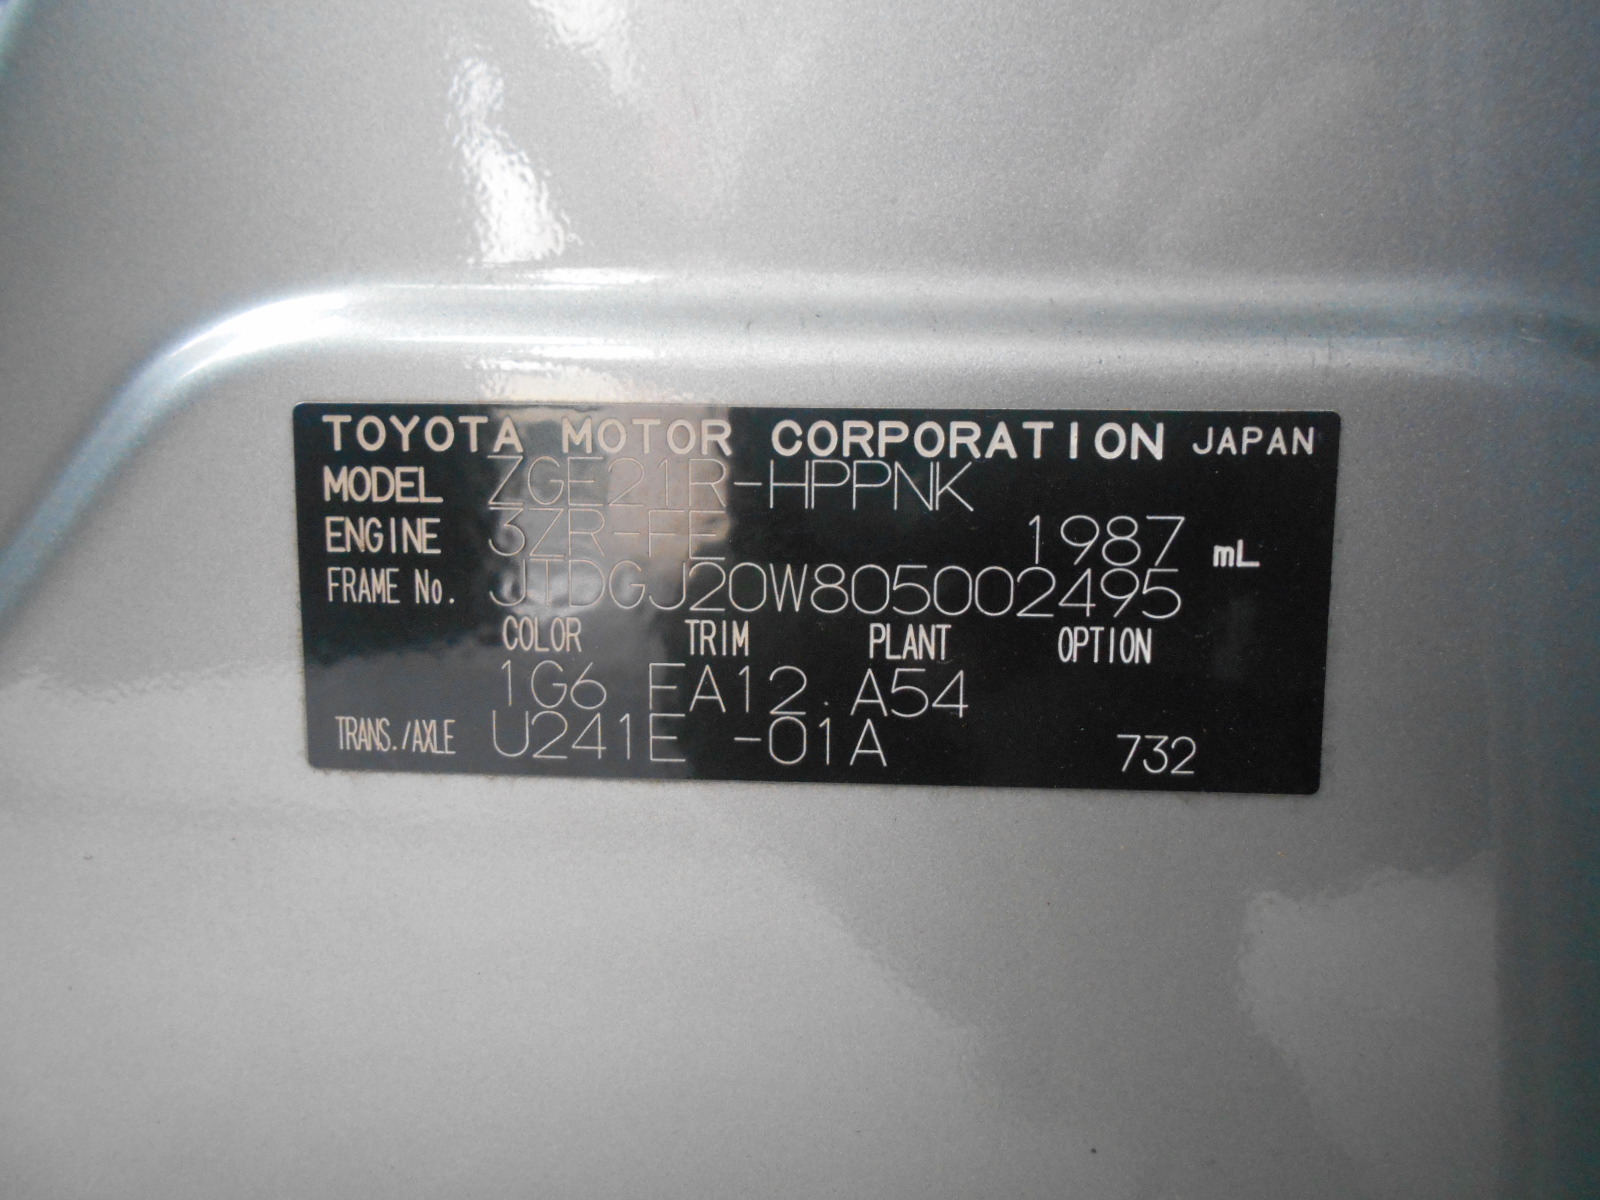 TOYOTA MOTOR CORPORATION JAPAN
MODEL ZGE21R-HPPNK
ENGINE 3ZR-FE 1987 mL
FRAME No. JTDGJ20W805002495
COLOR TRIM PLANT OPTION
1G6 FA12 A54
TRANS./AXLE U241E -01A 732